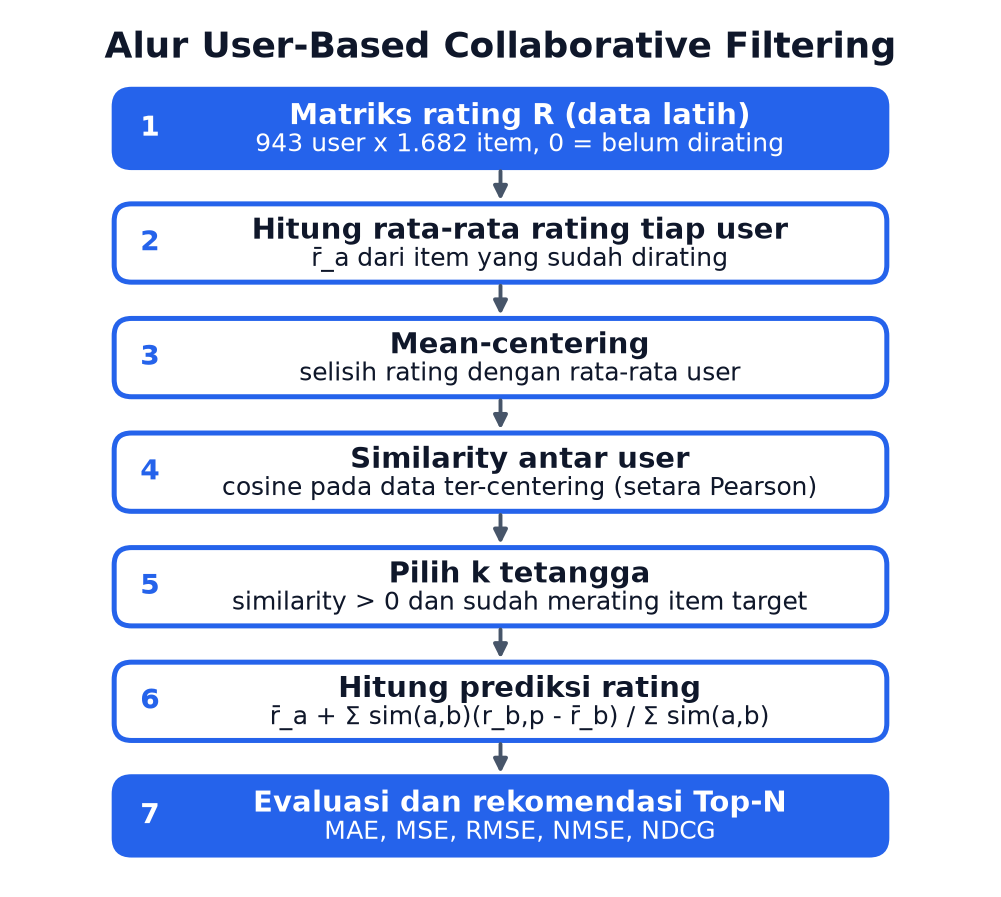 Alur User-Based Collaborative Filtering
1
Matriks rating R (data latih)
943 user x 1.682 item, 0 = belum dirating
2
Hitung rata-rata rating tiap user
r̄_a dari item yang sudah dirating
3
Mean-centering
selisih rating dengan rata-rata user
4
Similarity antar user
cosine pada data ter-centering (setara Pearson)
5
Pilih k tetangga
similarity > 0 dan sudah merating item target
6
Hitung prediksi rating
r̄_a + Σ sim(a,b)(r_b,p - r̄_b) / Σ sim(a,b)
7
Evaluasi dan rekomendasi Top-N
MAE, MSE, RMSE, NMSE, NDCG